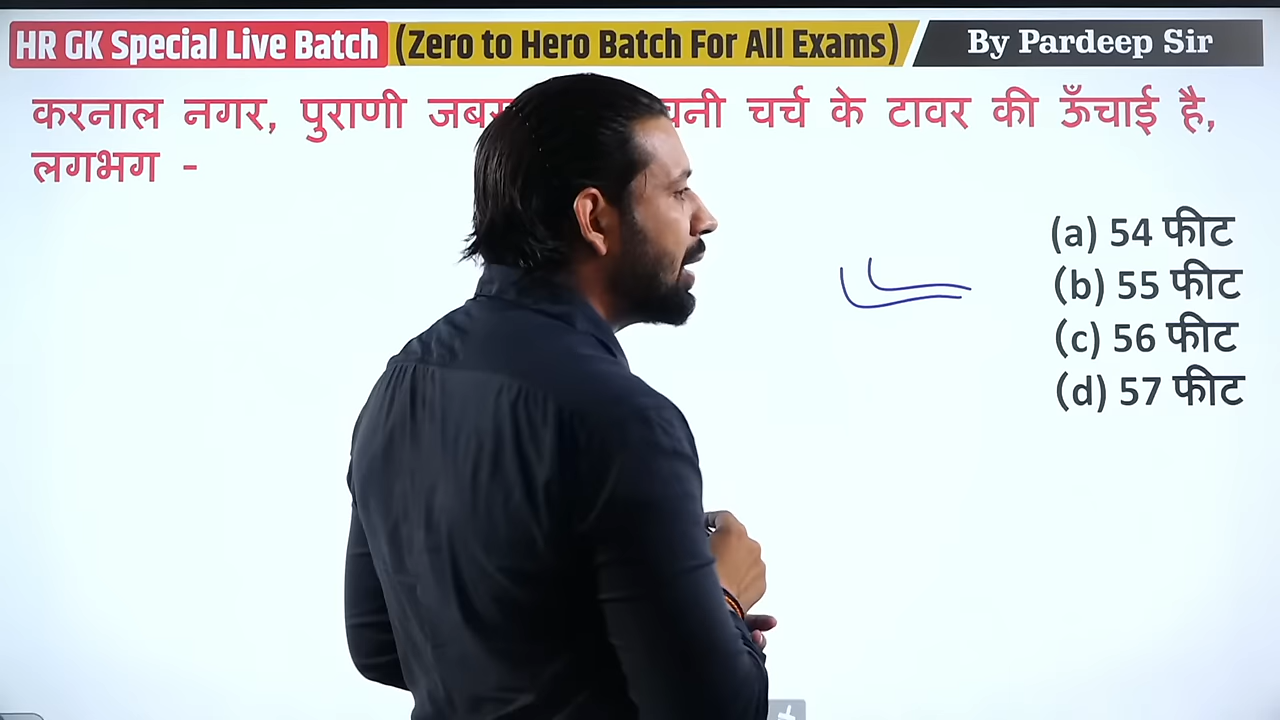 HR GK Special Live Batch (Zero to Hero Batch For All Exams) By Pardeep Sir
करनाल नगर, पुराणी चर्च के टावर की ऊँचाई है,
लगभग -
(a) 54 फीट
(b) 55 फीट
(c) 56 फीट
(d) 57 फीट